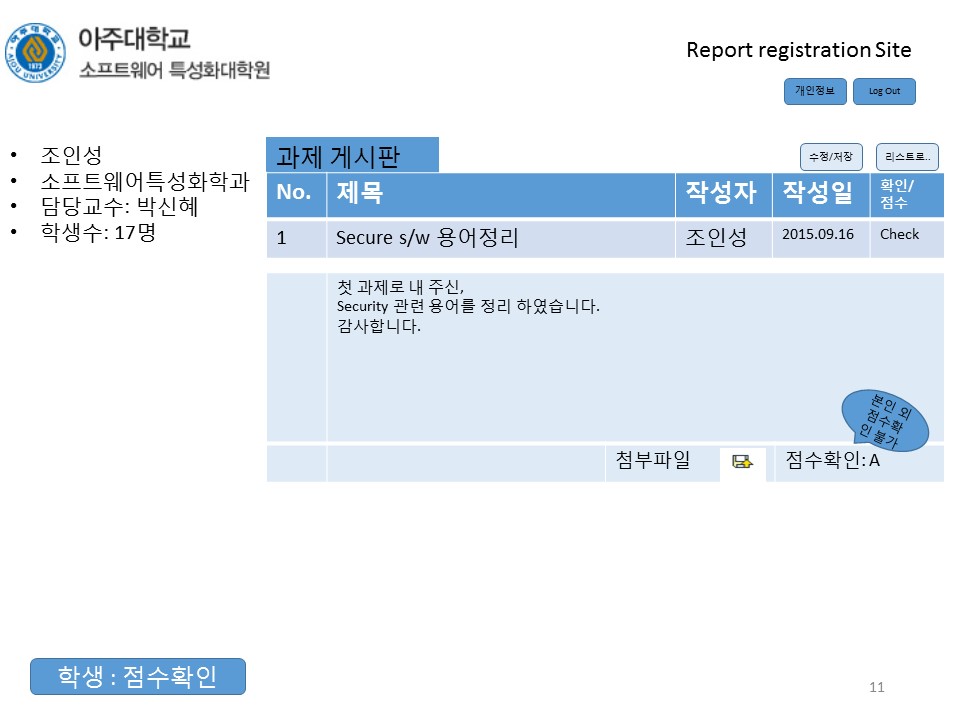 아주대학교
소프트웨어 특성화대학원
AJOU UNIVERSITY
1973
Report registration Site
개인정보
Log Out
• 조인성
• 소프트웨어특성화학과
• 담당교수: 박신혜
• 학생수: 17명
과제 게시판
수정/저장
리스트로..
No. 제목 작성자 작성일 확인/
점수
1 Secure s/w 용어정리 조인성 2015.09.16 Check
첫 과제로 내 주신,
Security 관련 용어를 정리 하였습니다.
감사합니다.
본인 외
점수확
인 불가
첨부파일 점수확인: A
학생 : 점수확인
11